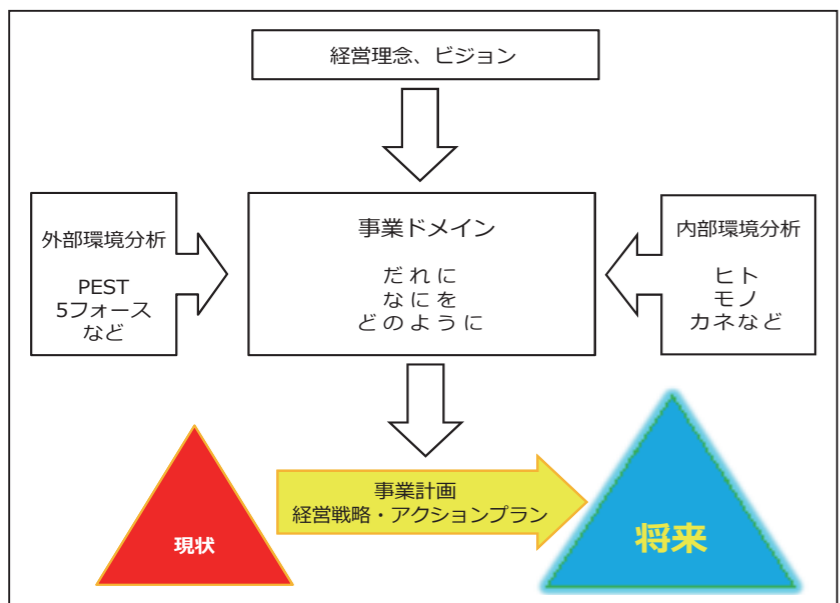 経営理念、ビジョン
外部環境分析
PEST
5フォース
など
事業ドメイン
だれに
なにを
どのように
内部環境分析
ヒト
モノ
カネなど
現状
事業計画
経営戦略・アクションプラン
将来